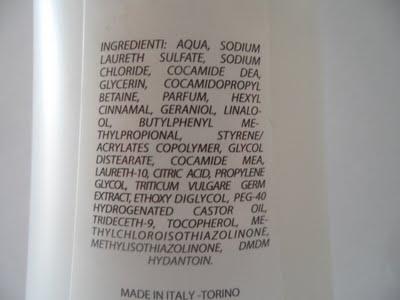 INGREDIENTI: AQUA, SODIUM
LAURETH SULFATE, SODIUM
CHLORIDE, COCAMIDE DEA,
GLYCERIN, COCAMIDOPROPYL
BETAINE, PARFUM, HEXYL
CINNAMAL, GERANIOL, LINALO-
OL, BUTYLPHENYL ME-
THYLPROPIONAL, STYRENE/
ACRYLATES COPOLYMER, GLYCOL
DISTEARATE, COCAMIDE MEA,
LAURETH-10, CITRIC ACID, PROPYLENE
GLYCOL, TRITICUM VULGARE GERM
EXTRACT, ETHOXY DIGLYCOL, PEG-40
HYDROGENATED CASTOR OIL,
TRIDECETH-9, TOCOPHEROL, ME-
THYLCHLOROISOTHIAZOLINONE,
METHYLISOTHIAZOLINONE, DMDM
HYDANTOIN.
MADE IN ITALY -TORINO